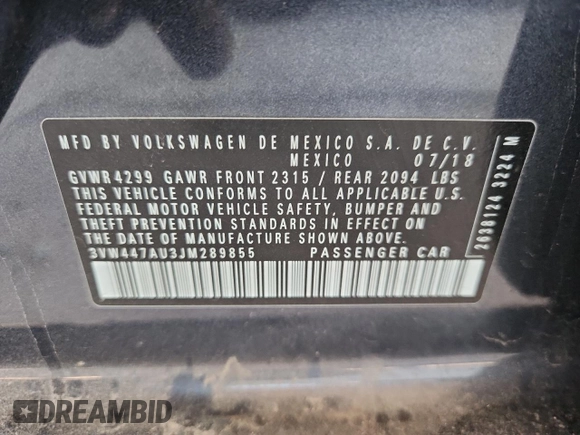 MFD BY VOLKSWAGEN DE MEXICO S.A. DE C.V.
MEXICO 07/18
GVWR 4299 GAWR FRONT 2315 / REAR 2094 LBS
THIS VEHICLE CONFORMS TO ALL APPLICABLE U.S.
FEDERAL MOTOR VEHICLE SAFETY, BUMPER AND
THEFT PREVENTION STANDARDS IN EFFECT ON
THE DATE OF MANUFACTURE SHOWN ABOVE.
3VW447AU3JM289855 PASSENGER CAR
2638124 3224 M
DREAMBID